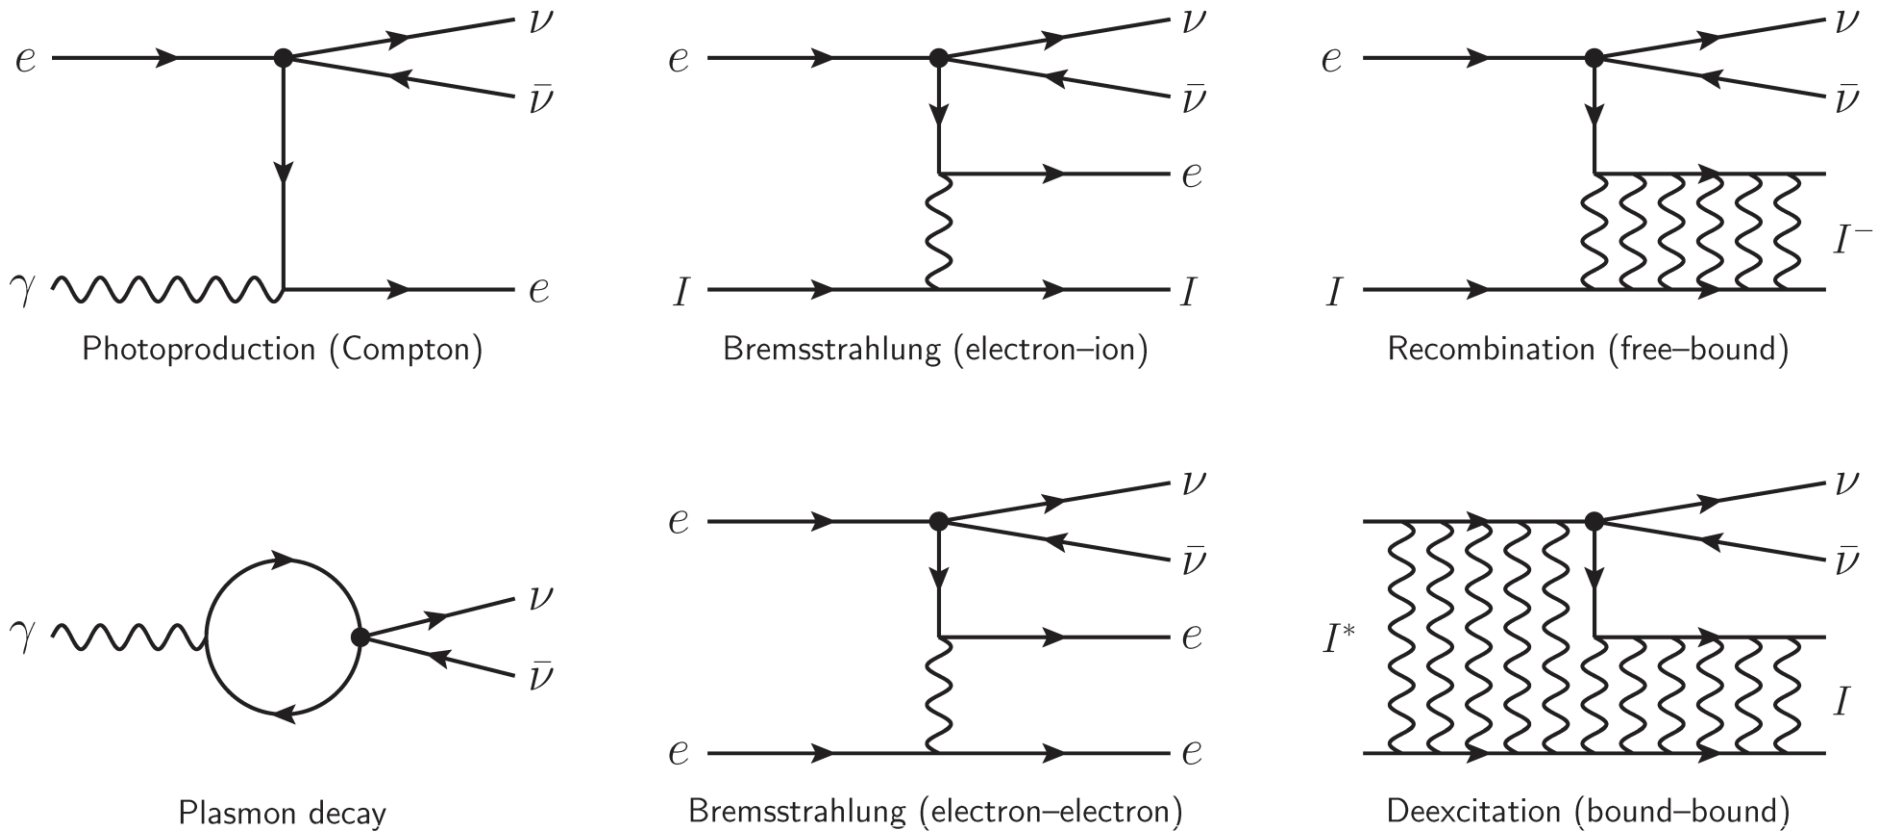 e
ν
ν̄
γ
e
Photoproduction (Compton)
e
ν
ν̄
e
I
I
Bremsstrahlung (electron–ion)
e
ν
ν̄
I⁻
I
Recombination (free–bound)
γ
ν
ν̄
Plasmon decay
e
ν
ν̄
e
e
e
Bremsstrahlung (electron–electron)
ν
ν̄
I*
I
Deexcitation (bound–bound)